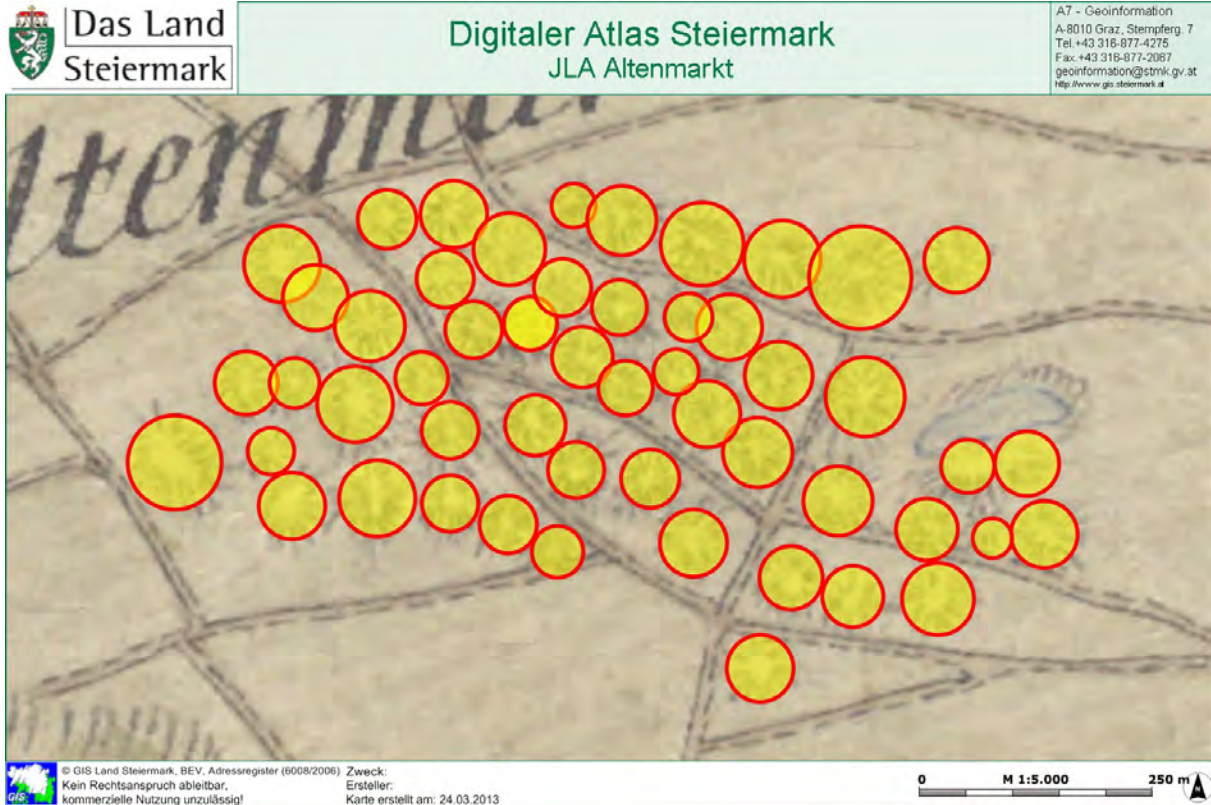 Das Land
Steiermark
Digitaler Atlas Steiermark
JLA Altenmarkt
A7 - Geoinformation
A-8010 Graz, Stempferg. 7
Tel.+43 316-877-4275
Fax.+43 316-877-2067
geoinformation@stmk.gv.at
http://www.gis.steiermark.at
GIS
© GIS Land Steiermark, BEV, Adressregister (6008/2006)
Kein Rechtsanspruch ableitbar,
kommerzielle Nutzung unzulässig!
Zweck:
Ersteller:
Karte erstellt am: 24.03.2013
0 M 1:5.000 250 m